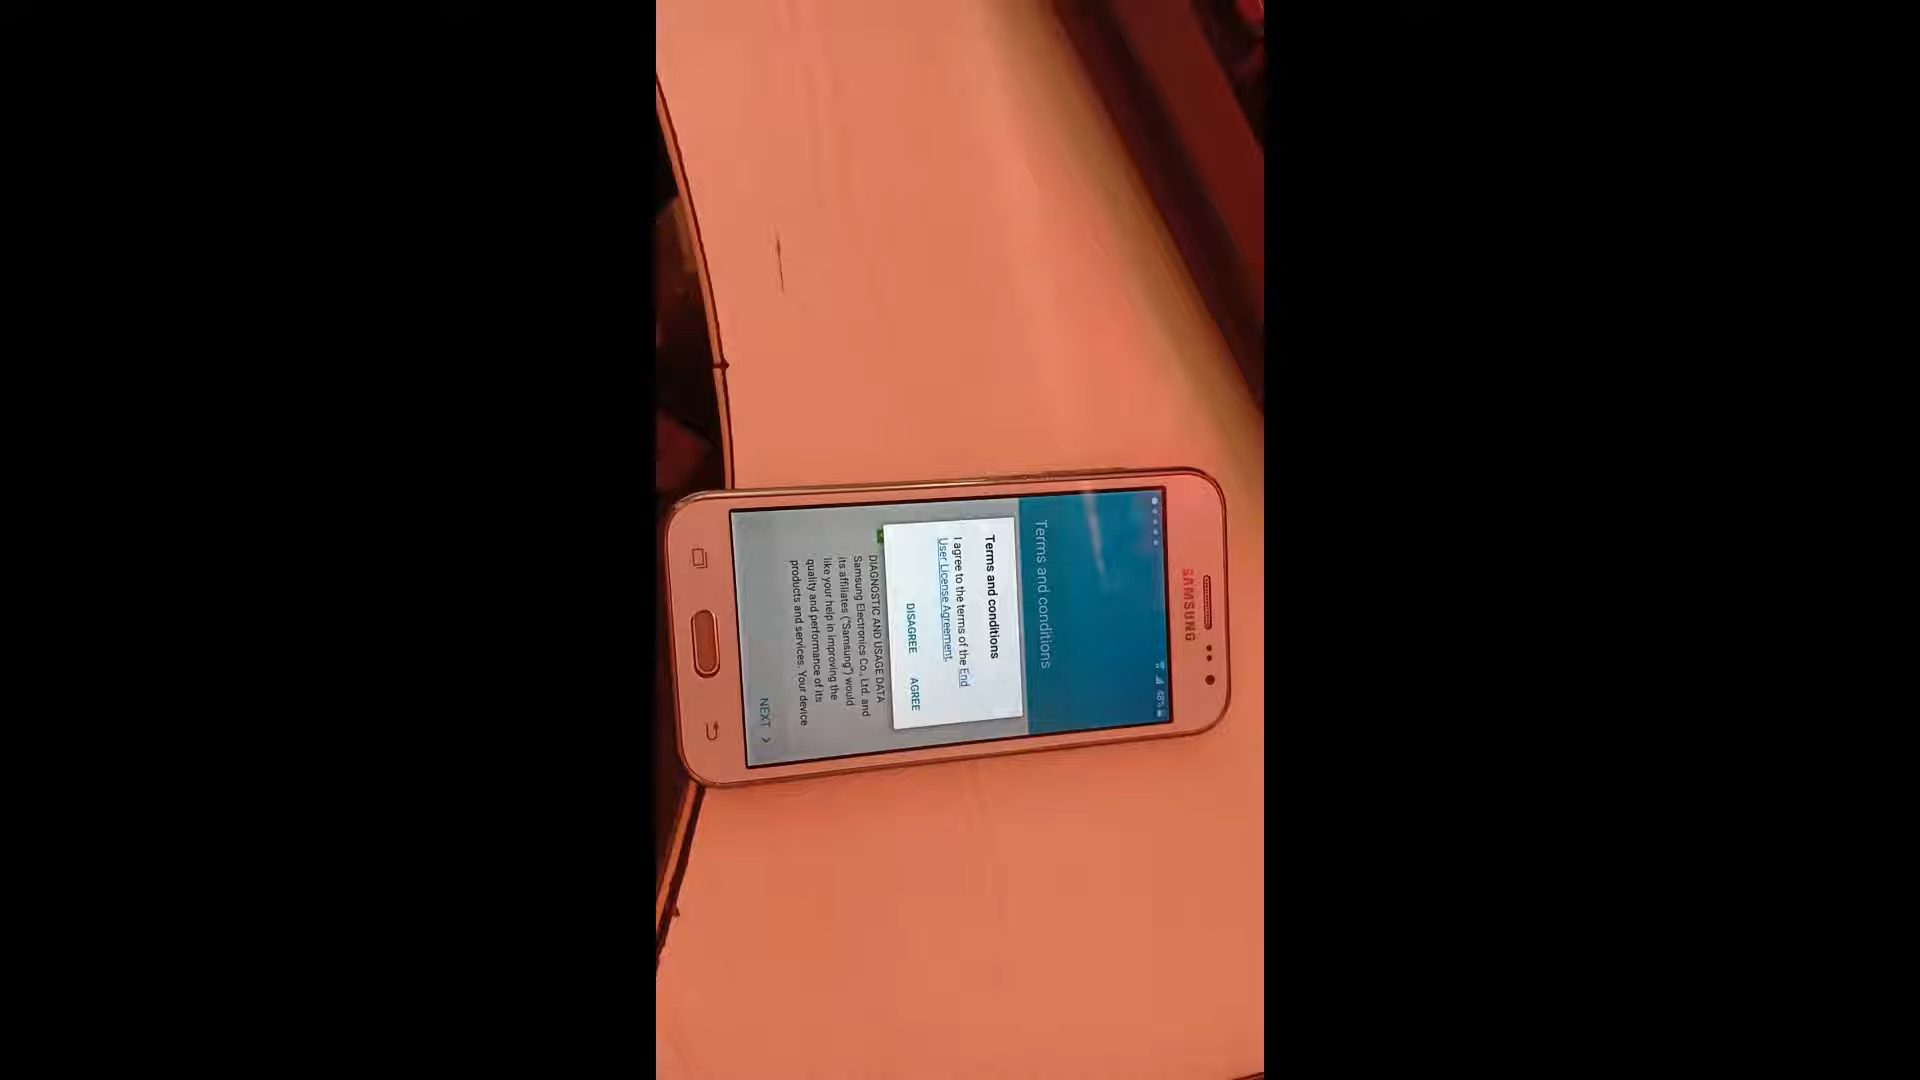 SAMSUNG
48%
Terms and conditions
Terms and conditions
I agree to the terms of the End
User License Agreement.
DISAGREE AGREE
DIAGNOSTIC AND USAGE DATA
Samsung Electronics Co., Ltd. and
its affiliates ("Samsung") would
like your help in improving the
quality and performance of its
products and services. Your device
NEXT